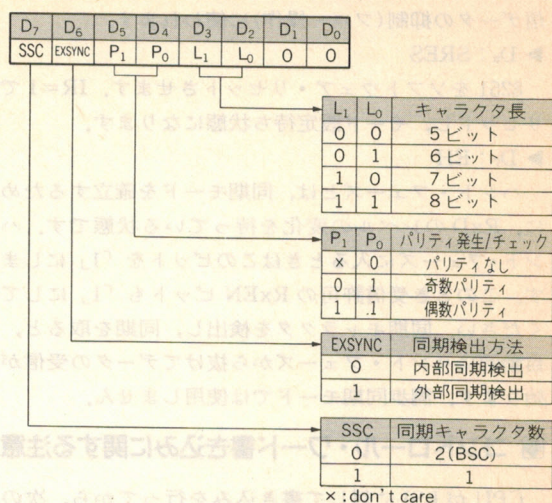 D₇ D₆ D₅ D₄ D₃ D₂ D₁ D₀
SSC EXSYNC P₁ P₀ L₁ L₀ 0 0
L₁ L₀ キャラクタ長
0 0 5ビット
0 1 6ビット
1 0 7ビット
1 1 8ビット
P₁ P₀ パリティ発生/チェック
× 0 パリティなし
0 1 奇数パリティ
1 1 偶数パリティ
EXSYNC 同期検出方法
0 内部同期検出
1 外部同期検出
SSC 同期キャラクタ数
0 2(BSC)
1 1
×:don't care